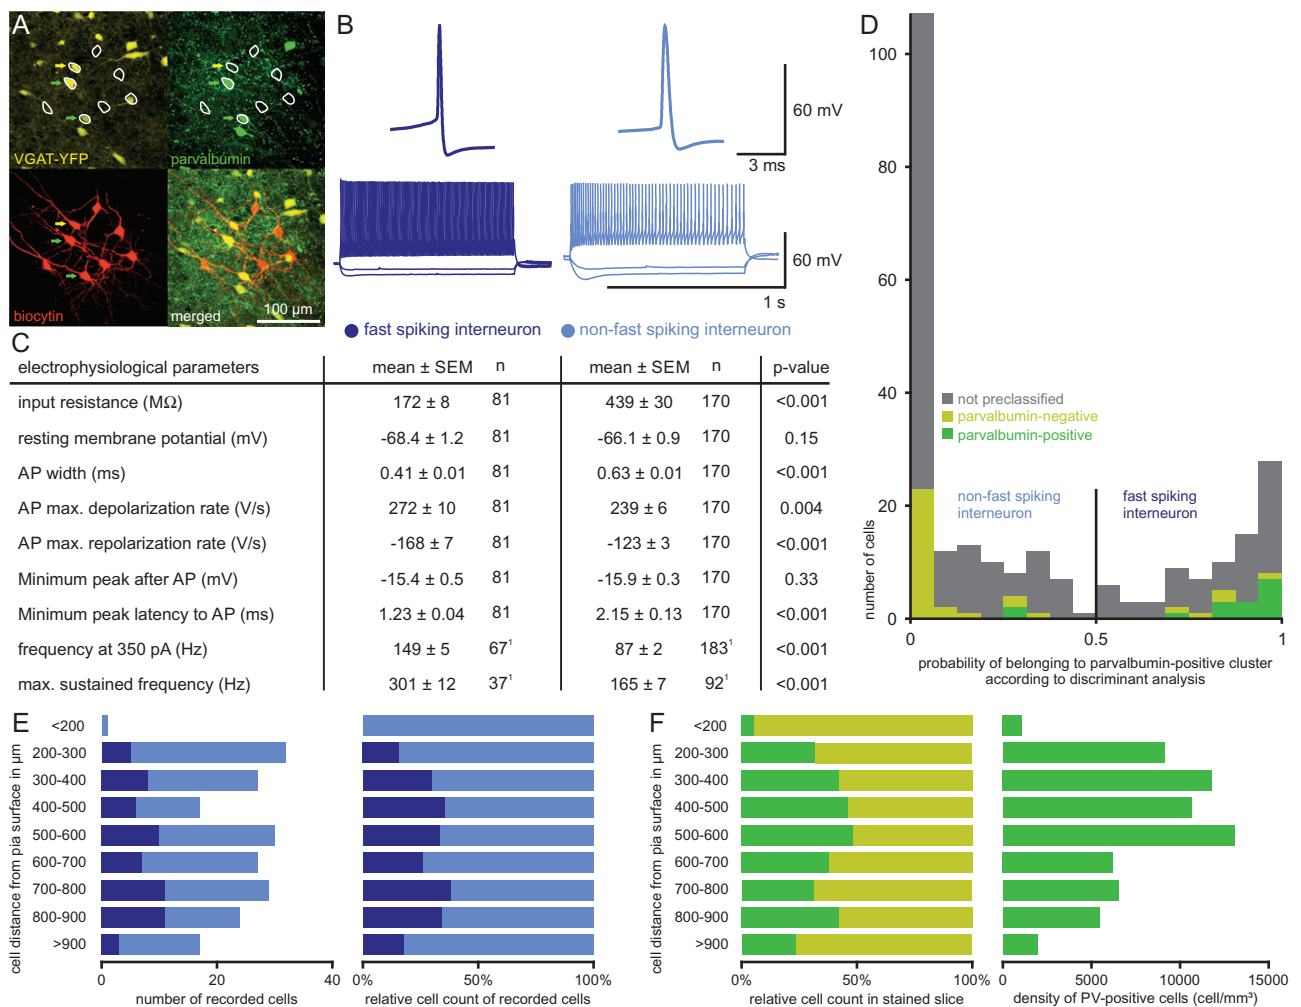 A
VGAT-YFP
parvalbumin
biocytin
merged
100 µm
B
60 mV
3 ms
60 mV
1 s
fast spiking interneuron
non-fast spiking interneuron
C
electrophysiological parameters mean ± SEM n mean ± SEM n p-value
input resistance (MΩ) 172 ± 8 81 439 ± 30 170 <0.001
resting membrane potential (mV) -68.4 ± 1.2 81 -66.1 ± 0.9 170 0.15
AP width (ms) 0.41 ± 0.01 81 0.63 ± 0.01 170 <0.001
AP max. depolarization rate (V/s) 272 ± 10 81 239 ± 6 170 0.004
AP max. repolarization rate (V/s) -168 ± 7 81 -123 ± 3 170 <0.001
Minimum peak after AP (mV) -15.4 ± 0.5 81 -15.9 ± 0.3 170 0.33
Minimum peak latency to AP (ms) 1.23 ± 0.04 81 2.15 ± 0.13 170 <0.001
frequency at 350 pA (Hz) 149 ± 5 67¹ 87 ± 2 183¹ <0.001
max. sustained frequency (Hz) 301 ± 12 37¹ 165 ± 7 92¹ <0.001
D
100
80
60
40
20
0
number of cells
not preclassified
parvalbumin-negative
parvalbumin-positive
non-fast spiking
interneuron
fast spiking
interneuron
0 0.5 1
probability of belonging to parvalbumin-positive cluster
according to discriminant analysis
E
cell distance from pia surface in µm
<200
200-300
300-400
400-500
500-600
600-700
700-800
800-900
>900
0 20 40
number of recorded cells
0% 50% 100%
relative cell count of recorded cells
F
cell distance from pia surface in µm
<200
200-300
300-400
400-500
500-600
600-700
700-800
800-900
>900
0% 50% 100%
relative cell count in stained slice
0 5000 10000 15000
density of PV-positive cells (cell/mm³)